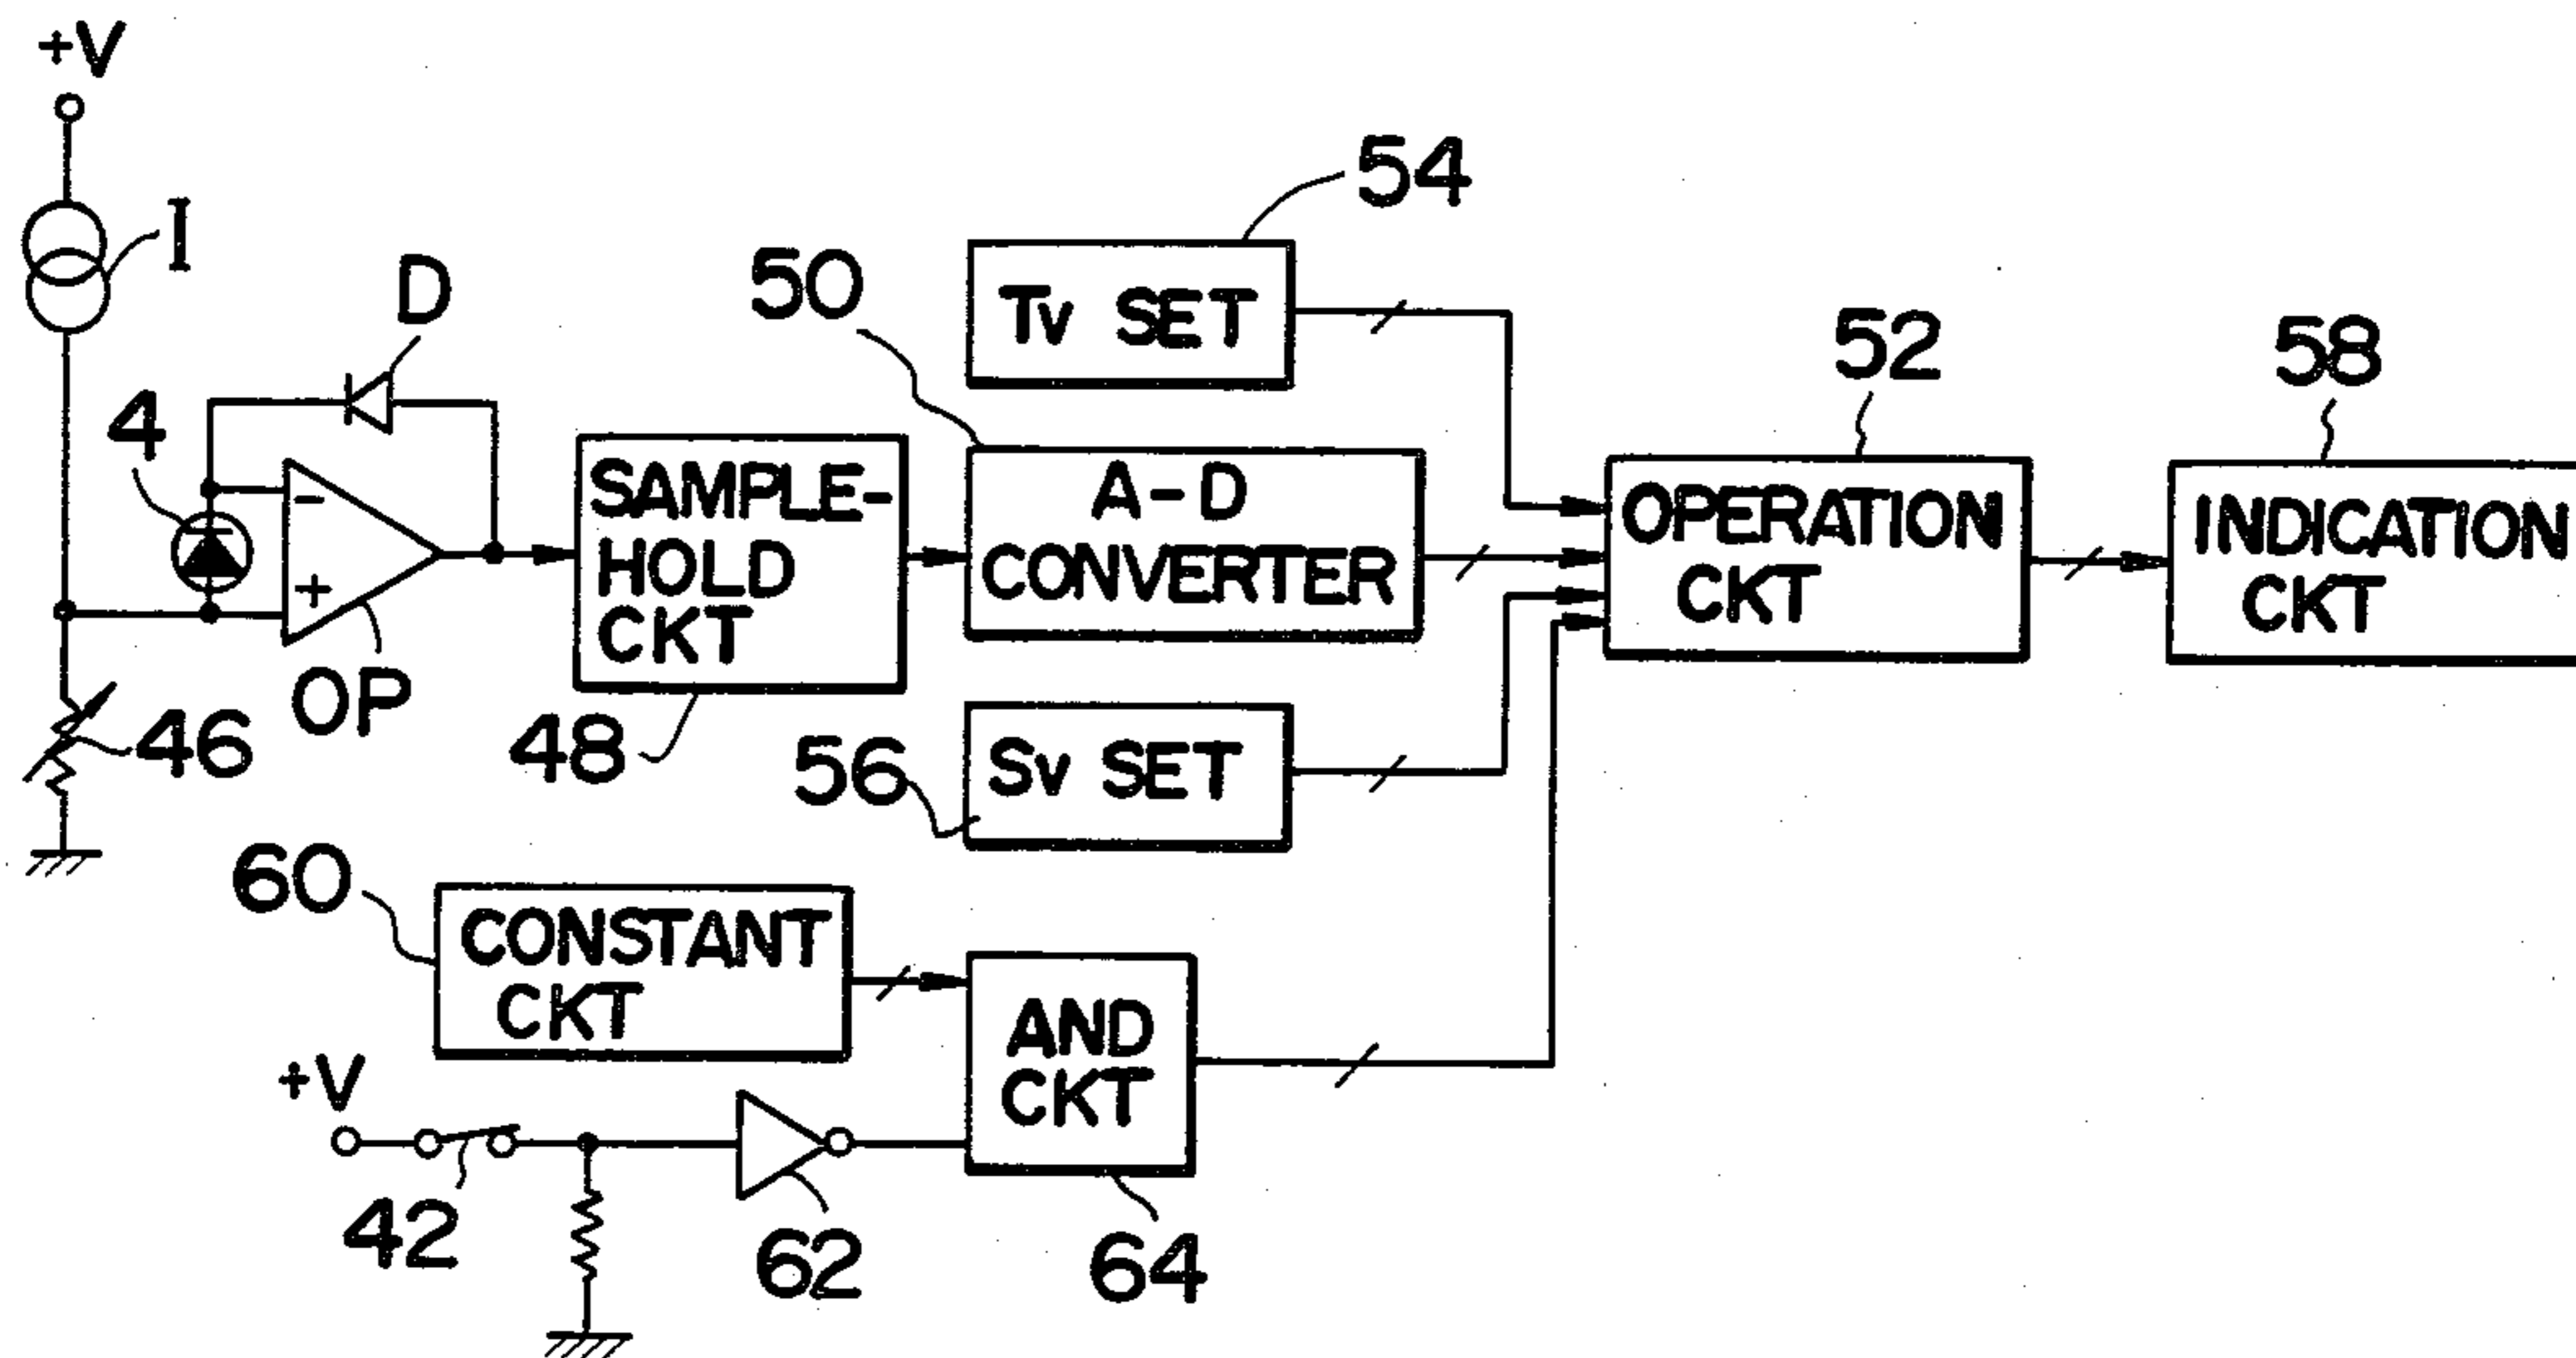 +V
I
D
4
OP
46
SAMPLE-
HOLD
CKT
48
50
A-D
CONVERTER
54
Tv SET
56
Sv SET
52
OPERATION
CKT
58
INDICATION
CKT
60
CONSTANT
CKT
+V
42
62
AND
CKT
64